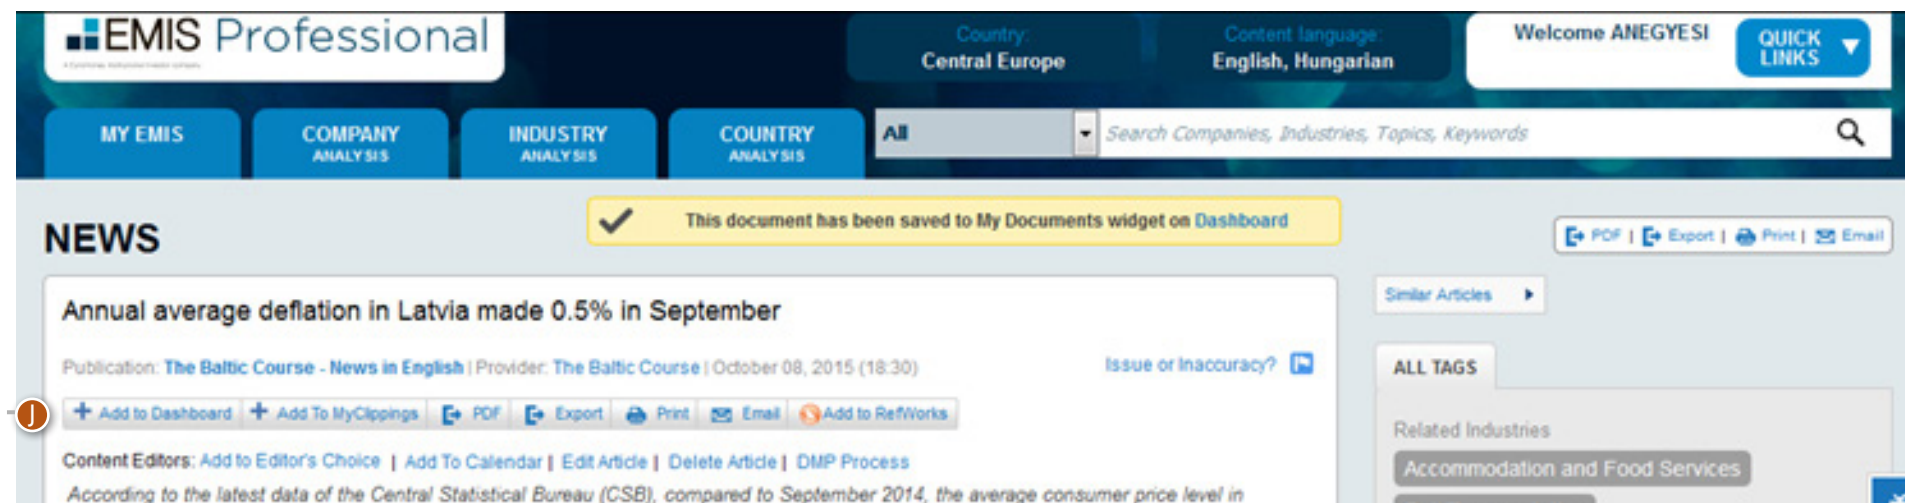 EMIS Professional
Country:
Central Europe
Content language:
English, Hungarian
Welcome ANEGYESI
QUICK
LINKS
MY EMIS
COMPANY
ANALYSIS
INDUSTRY
ANALYSIS
COUNTRY
ANALYSIS
All
Search Companies, Industries, Topics, Keywords
This document has been saved to My Documents widget on Dashboard
NEWS
PDF | Export | Print | Email
Annual average deflation in Latvia made 0.5% in September
Similar Articles
Publication: The Baltic Course - News in English | Provider: The Baltic Course | October 08, 2015 (18:30)
Issue or Inaccuracy?
ALL TAGS
J
Add to Dashboard Add To MyClippings PDF Export Print Email Add to RefWorks
Related Industries
Content Editors: Add to Editor's Choice | Add To Calendar | Edit Article | Delete Article | DMP Process
Accommodation and Food Services
According to the latest data of the Central Statistical Bureau (CSB), compared to September 2014, the average consumer price level in